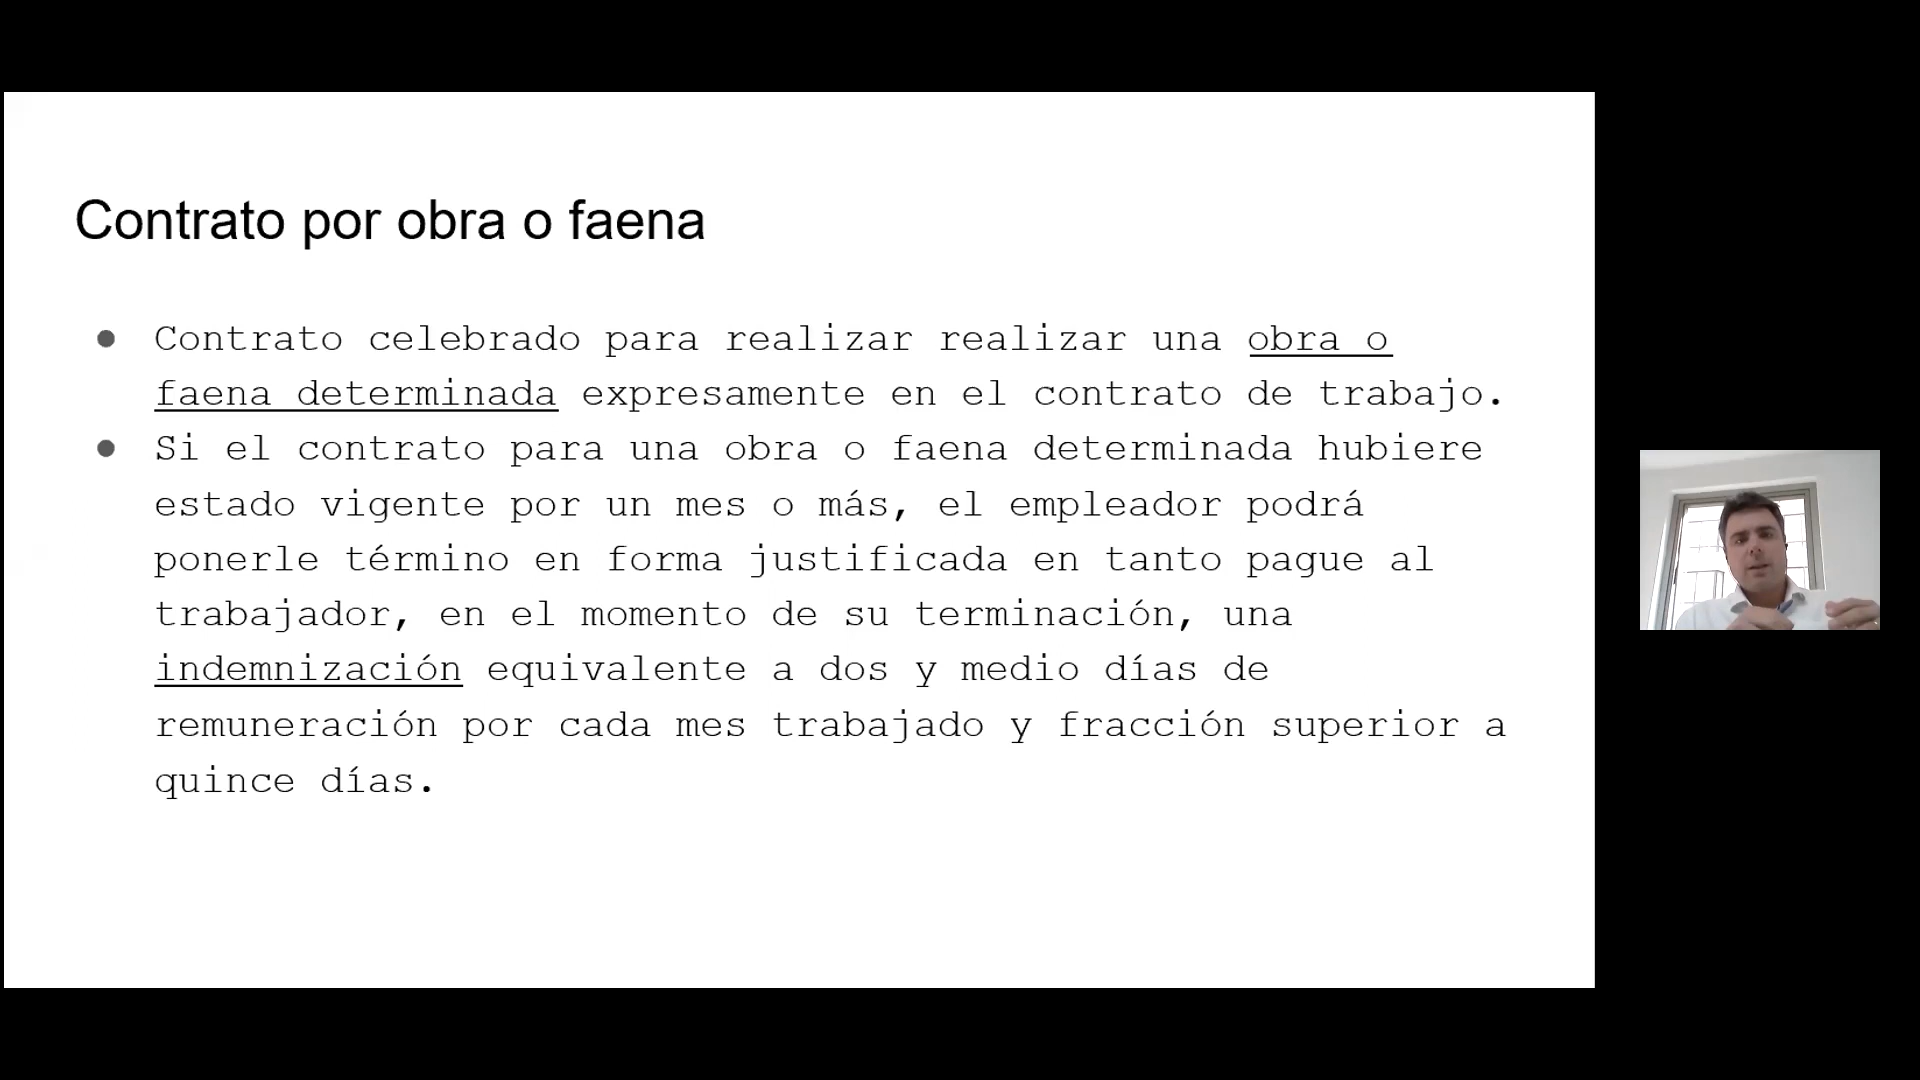 Contrato por obra o faena
● Contrato celebrado para realizar realizar una obra o
faena determinada expresamente en el contrato de trabajo.
● Si el contrato para una obra o faena determinada hubiere
estado vigente por un mes o más, el empleador podrá
ponerle término en forma justificada en tanto pague al
trabajador, en el momento de su terminación, una
indemnización equivalente a dos y medio días de
remuneración por cada mes trabajado y fracción superior a
quince días.